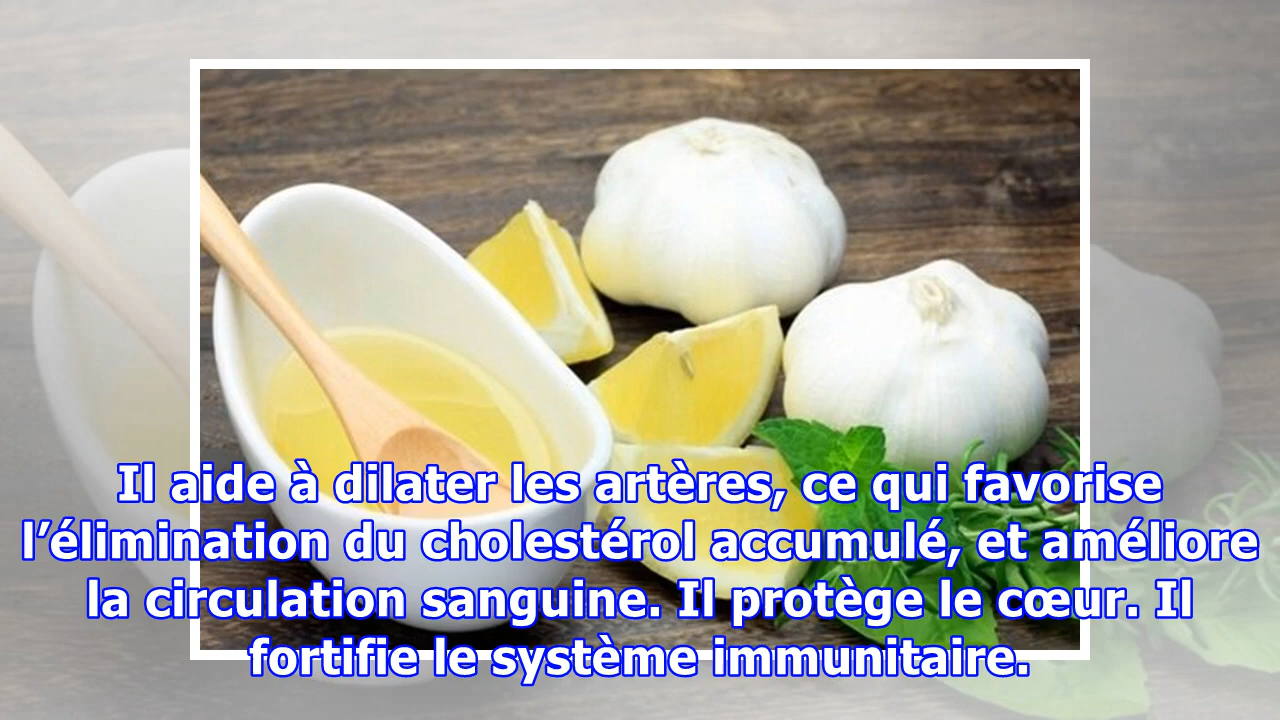 Il aide à dilater les artères, ce qui favorise
l’élimination du cholestérol accumulé, et améliore
la circulation sanguine. Il protège le cœur. Il
fortifie le système immunitaire.